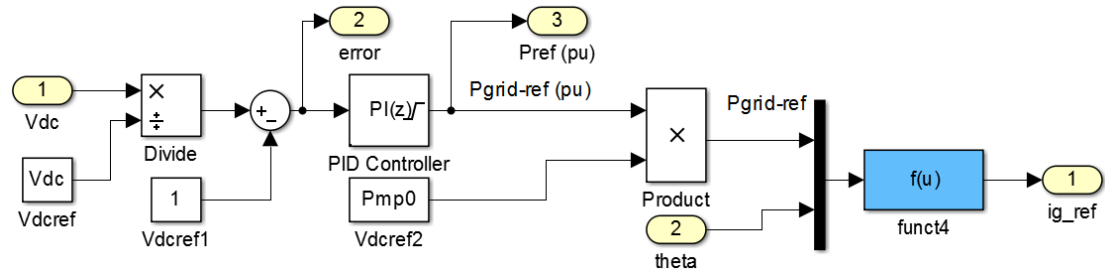 2
error
3
Pref (pu)
1
Vdc
×
÷
Divide
+
−
PI(z)
PID Controller
Pgrid-ref (pu)
Pgrid-ref
×
Product
Vdc
Vdcref
1
Vdcref1
Pmp0
Vdcref2
2
theta
f(u)
funct4
1
ig_ref